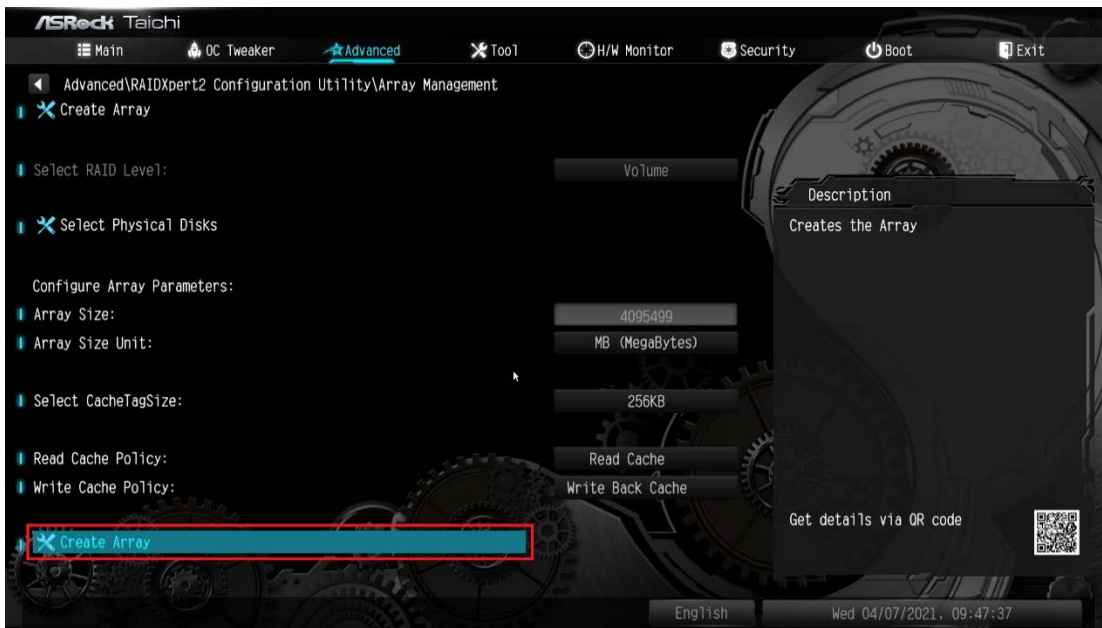 ASRock Taichi
Main OC Tweaker Advanced Tool H/W Monitor Security Boot Exit
Advanced\RAIDXpert2 Configuration Utility\Array Management
Create Array
Select RAID Level: Volume
Description
Select Physical Disks
Creates the Array
Configure Array Parameters:
Array Size: 4095499
Array Size Unit: MB (MegaBytes)
Select CacheTagSize: 256KB
Read Cache Policy: Read Cache
Write Cache Policy: Write Back Cache
Get details via QR code
Create Array
English Wed 04/07/2021, 09:47:37